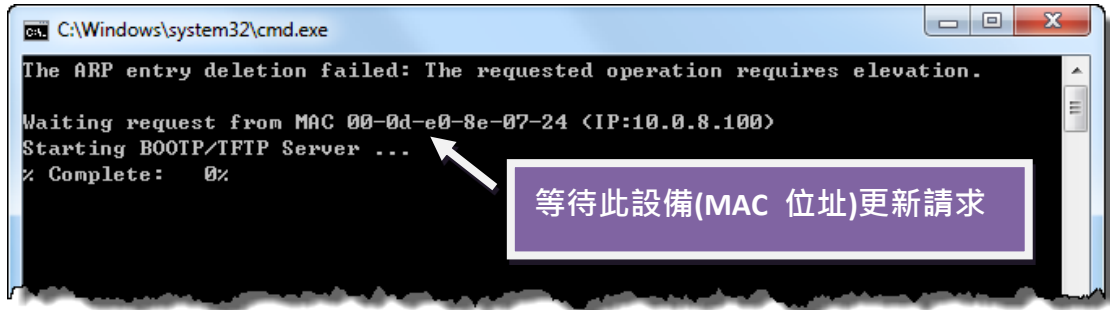 C:\Windows\system32\cmd.exe
The ARP entry deletion failed: The requested operation requires elevation.
Waiting request from MAC 00-0d-e0-8e-07-24 (IP:10.0.8.100)
Starting BOOTP/TFTP Server ...
% Complete:   0%
等待此設備(MAC 位址)更新請求